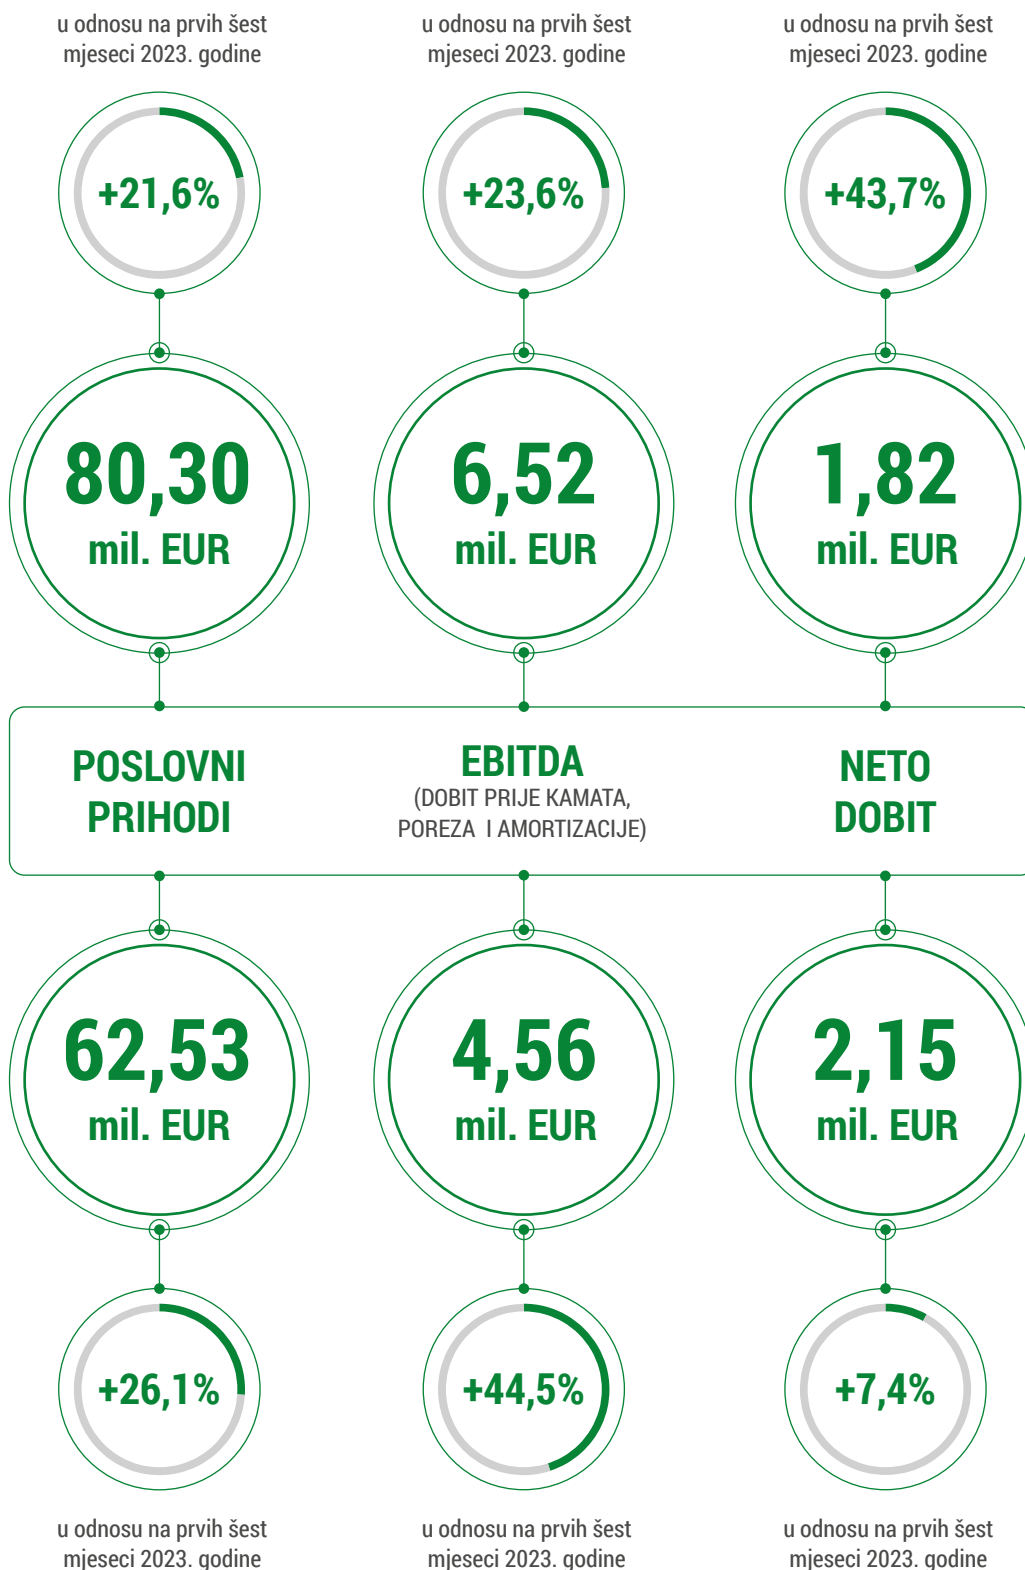 u odnosu na prvih šest
mjeseci 2023. godine
u odnosu na prvih šest
mjeseci 2023. godine
u odnosu na prvih šest
mjeseci 2023. godine
+21,6%
+23,6%
+43,7%
80,30
mil. EUR
6,52
mil. EUR
1,82
mil. EUR
POSLOVNI
PRIHODI
EBITDA
(DOBIT PRIJE KAMATA,
POREZA I AMORTIZACIJE)
NETO
DOBIT
62,53
mil. EUR
4,56
mil. EUR
2,15
mil. EUR
+26,1%
+44,5%
+7,4%
u odnosu na prvih šest
mjeseci 2023. godine
u odnosu na prvih šest
mjeseci 2023. godine
u odnosu na prvih šest
mjeseci 2023. godine